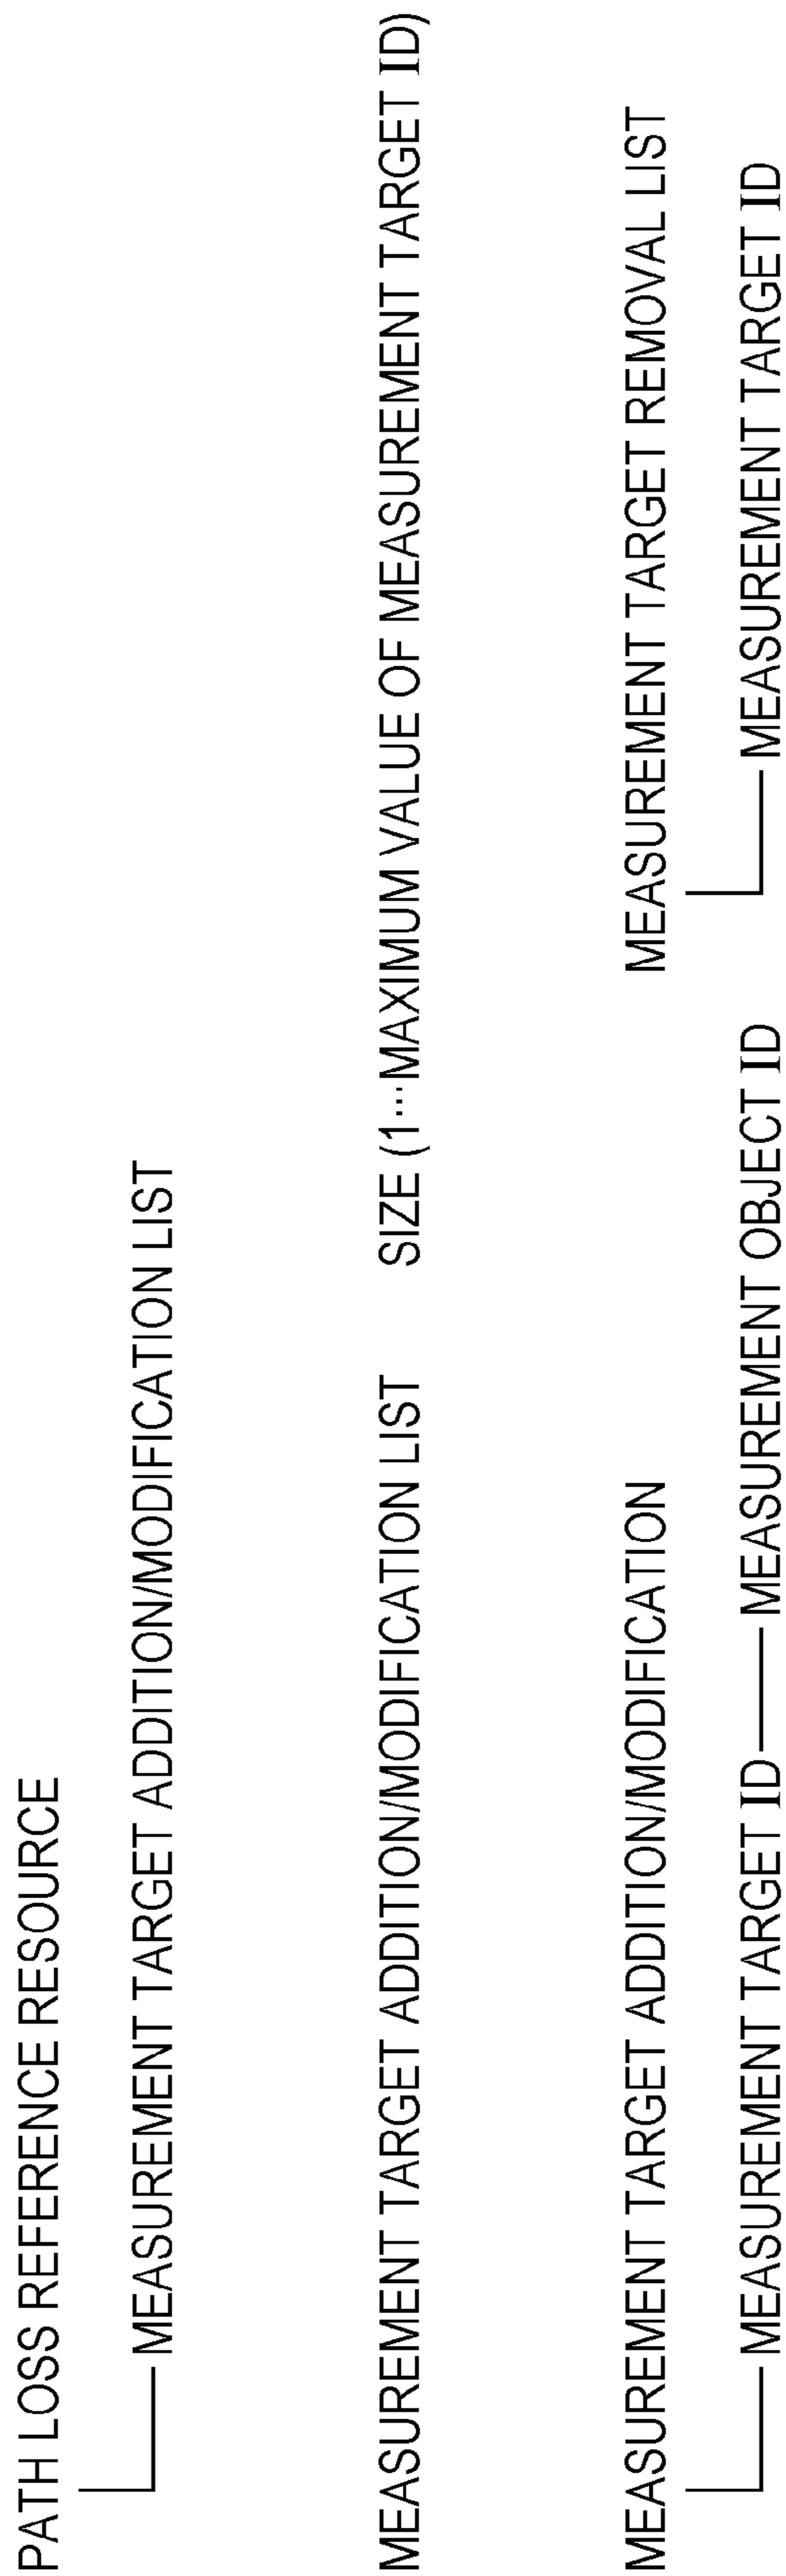 PATH LOSS REFERENCE RESOURCE
MEASUREMENT TARGET ADDITION/MODIFICATION LIST
MEASUREMENT TARGET ADDITION/MODIFICATION LIST SIZE (1···MAXIMUM VALUE OF MEASUREMENT TARGET ID)
MEASUREMENT TARGET ADDITION/MODIFICATION
MEASUREMENT TARGET ID MEASUREMENT OBJECT ID
MEASUREMENT TARGET REMOVAL LIST
MEASUREMENT TARGET ID